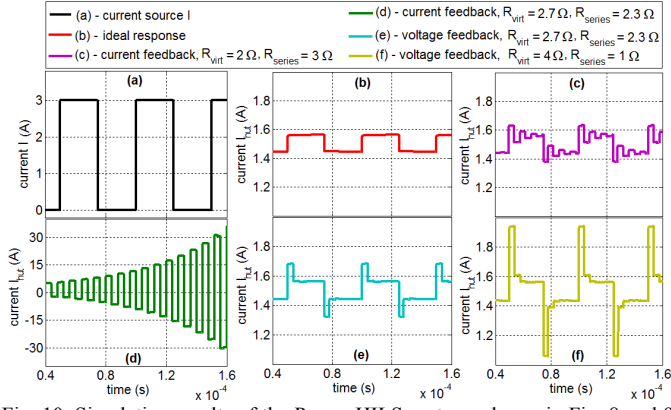 (a) - current source I
(b) - ideal response
(c) - current feedback, R_virt = 2 Ω, R_series = 3 Ω
(d) - current feedback, R_virt = 2.7 Ω, R_series = 2.3 Ω
(e) - voltage feedback, R_virt = 2.7 Ω, R_series = 2.3 Ω
(f) - voltage feedback, R_virt = 4 Ω, R_series = 1 Ω
(a)
current I (A)
3
2
1
0
(b)
current I_hut (A)
1.8
1.6
1.4
1.2
(c)
current I_hut (A)
1.8
1.6
1.4
1.2
(d)
current I_hut (A)
30
15
0
-15
-30
0.4 0.8 1.2 1.6
time (s) x 10^-4
(e)
current I_hut (A)
1.8
1.6
1.4
1.2
0.4 0.8 1.2 1.6
time (s) x 10^-4
(f)
current I_hut (A)
1.8
1.6
1.4
1.2
0.4 0.8 1.2 1.6
time (s) x 10^-4